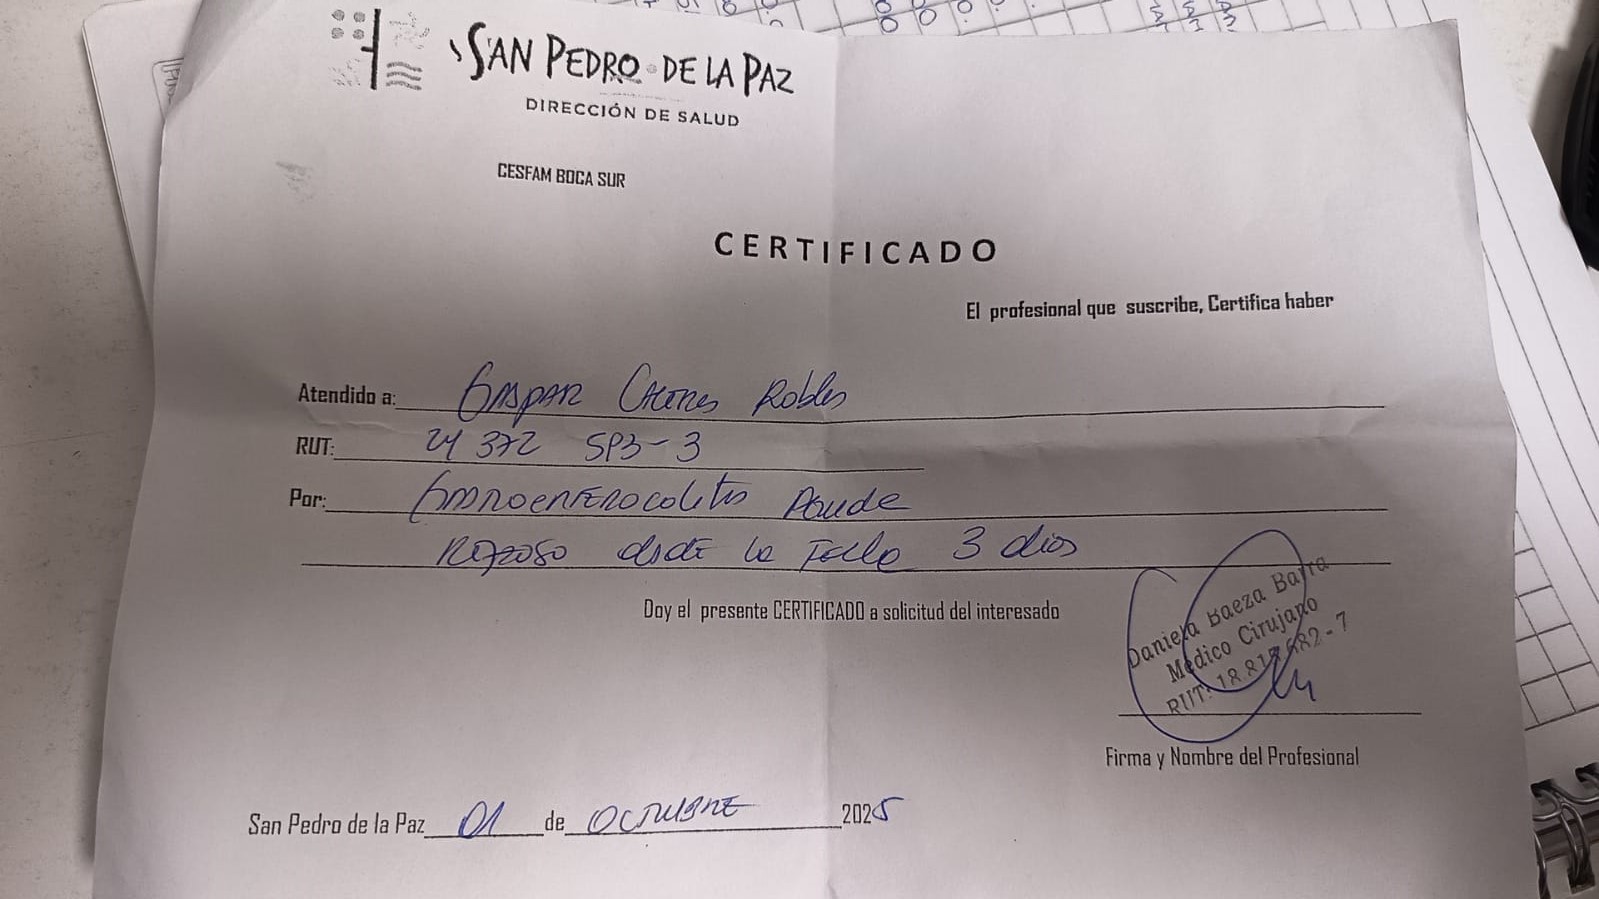 SAN PEDRO DE LA PAZ
DIRECCIÓN DE SALUD
CESFAM BOCA SUR
CERTIFICADO
El profesional que suscribe, Certifica haber
Atendido a: Gaspar Robles
RUT: 24 372 -3
Por: Gastroenterocolitis Aguda
Reposo desde la fecha 3 dias
Doy el presente CERTIFICADO a solicitud del interesado
Daniela Baeza Barra
Médico Cirujano
RUT:
Firma y Nombre del Profesional
San Pedro de la Paz 01 de OCTUBRE 2025